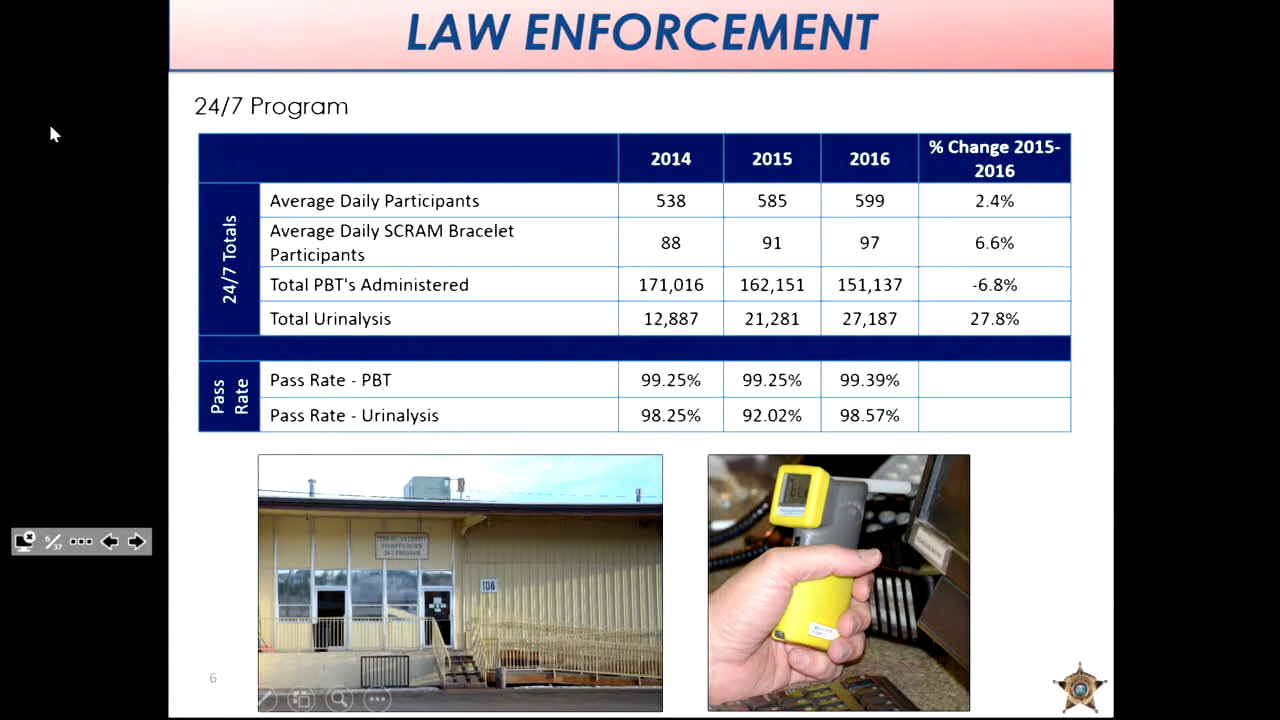 LAW ENFORCEMENT
24/7 Program
2014 2015 2016 % Change 2015-
2016
24/7 Totals
Average Daily Participants 538 585 599 2.4%
Average Daily SCRAM Bracelet
Participants 88 91 97 6.6%
Total PBT's Administered 171,016 162,151 151,137 -6.8%
Total Urinalysis 12,887 21,281 27,187 27.8%
Pass
Rate
Pass Rate - PBT 99.25% 99.25% 99.39%
Pass Rate - Urinalysis 98.25% 92.02% 98.57%
106
6